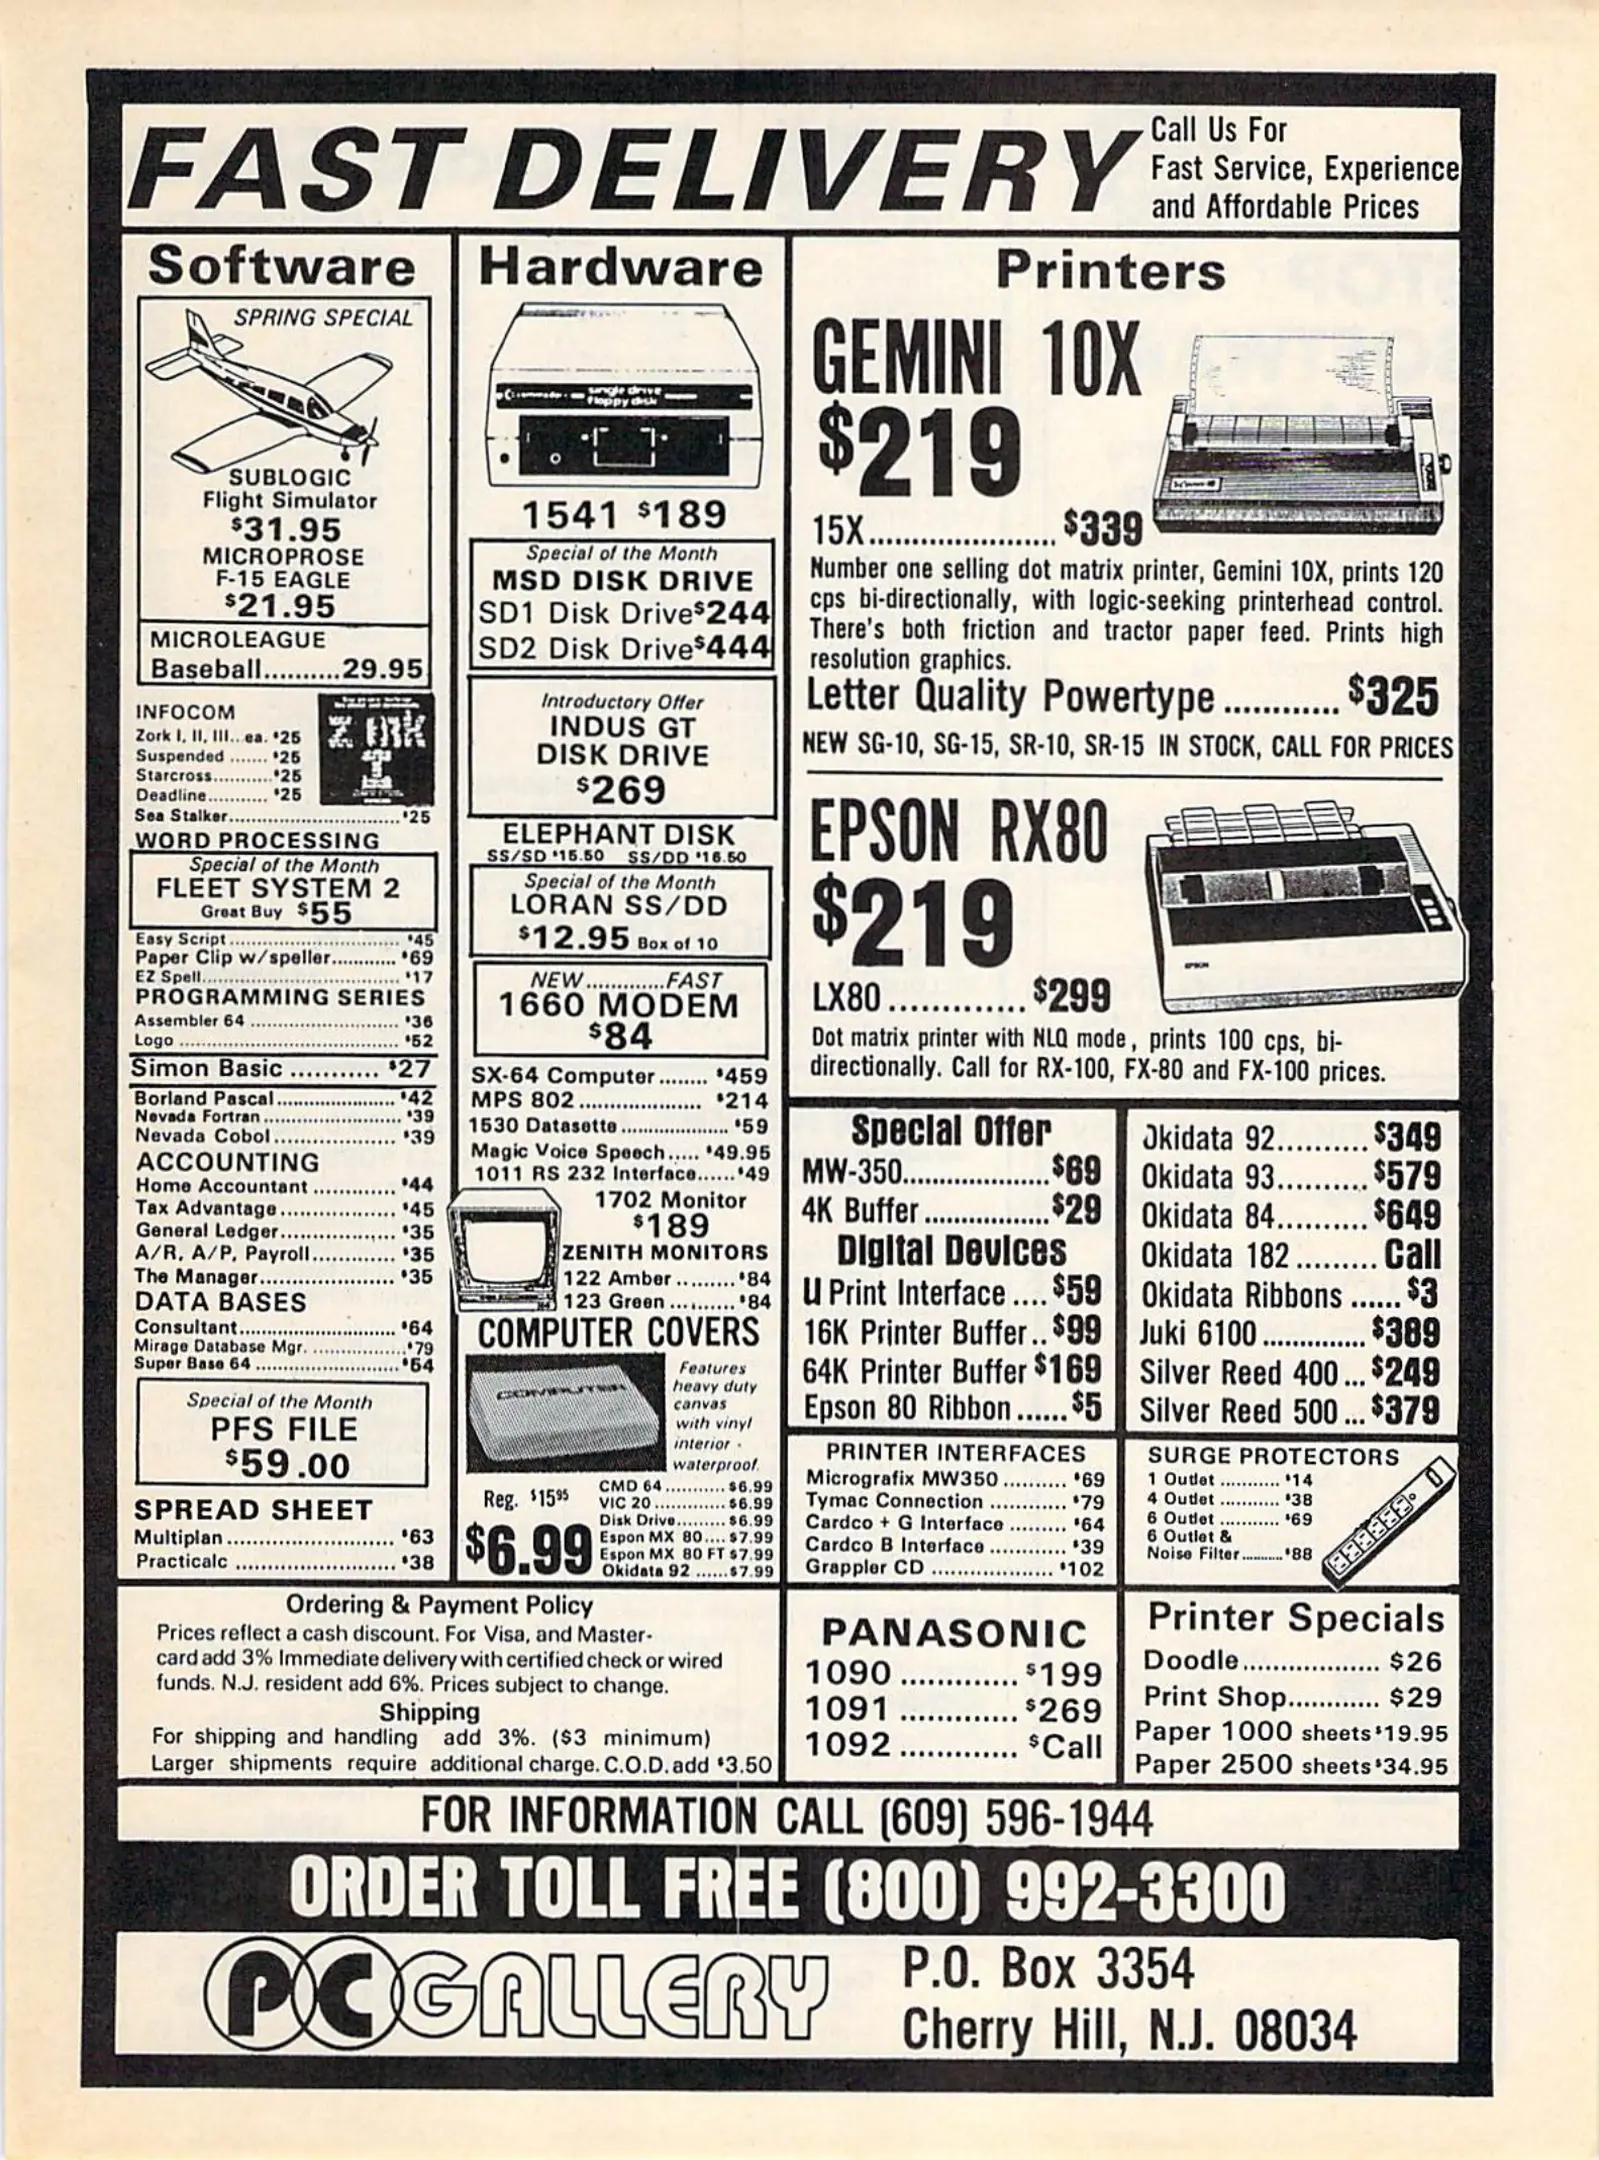 FAST DELIVERY
Call Us For
Fast Service, Experience
and Affordable Prices
Software
SPRING SPECIAL
SUBLOGIC
Flight Simulator
$31.95
MICROPROSE
F-15 EAGLE
$21.95
MICROLEAGUE
Baseball..........29.95
INFOCOM
Zork I, II, III...ea. $25
Suspended ....... $25
Starcross........... $25
Deadline........... $25
Sea Stalker.............................. $25
ZORK
I
WORD PROCESSING
Special of the Month
FLEET SYSTEM 2
Great Buy $55
Easy Script .............................. $45
Paper Clip w/speller............ $69
EZ Spell................................... $17
PROGRAMMING SERIES
Assembler 64 .......................... $36
Logo ....................................... $52
Simon Basic ........... $27
Borland Pascal...................... $42
Nevada Fortran........................ $39
Nevada Cobol................... $39
ACCOUNTING
Home Accountant ............. $44
Tax Advantage.................. $45
General Ledger.................. $35
A/R, A/P, Payroll............. $35
The Manager..................... $35
DATA BASES
Consultant............................ $64
Mirage Database Mgr. ................ $79
Super Base 64 ......................... $54
Special of the Month
PFS FILE
$59.00
SPREAD SHEET
Multiplan .......................... $63
Practicalc ......................... $38
Hardware
commodore single drive
floppy disk
1541 $189
Special of the Month
MSD DISK DRIVE
SD1 Disk Drive$244
SD2 Disk Drive$444
Introductory Offer
INDUS GT
DISK DRIVE
$269
ELEPHANT DISK
SS/SD $15.50 SS/DD $16.50
Special of the Month
LORAN SS/DD
$12.95 Box of 10
NEW.............FAST
1660 MODEM
$84
SX-64 Computer........ $459
MPS 802.................... $214
1530 Datasette.................... $59
Magic Voice Speech..... $49.95
1011 RS 232 Interface......$49
1702 Monitor
$189
ZENITH MONITORS
122 Amber ......... $84
123 Green .......... $84
COMPUTER COVERS
COMPUTER
Features
heavy duty
canvas
with vinyl
interior -
waterproof.
Reg. $1595
$6.99
CMD 64........... $6.99
VIC 20............. $6.99
Disk Drive......... $6.99
Espon MX 80.... $7.99
Espon MX 80 FT $7.99
Okidata 92 ......$7.99
Printers
GEMINI 10X
$219
15X...................... $339
Number one selling dot matrix printer, Gemini 10X, prints 120
cps bi-directionally, with logic-seeking printerhead control.
There's both friction and tractor paper feed. Prints high
resolution graphics.
Letter Quality Powertype ............ $325
NEW SG-10, SG-15, SR-10, SR-15 IN STOCK, CALL FOR PRICES
EPSON RX80
$219
EPSON
LX80............. $299
Dot matrix printer with NLQ mode, prints 100 cps, bi-
directionally. Call for RX-100, FX-80 and FX-100 prices.
Special Offer
MW-350....................$69
4K Buffer.................$29
Digital Devices
U Print Interface .... $59
16K Printer Buffer.. $99
64K Printer Buffer $169
Epson 80 Ribbon ......$5
Okidata 92.......... $349
Okidata 93.......... $579
Okidata 84.......... $649
Okidata 182......... Call
Okidata Ribbons ...... $3
Juki 6100.............. $389
Silver Reed 400 ... $249
Silver Reed 500 ... $379
PRINTER INTERFACES
Micrografix MW350 .......... $69
Tymac Connection ............ $79
Cardco + G Interface ......... $64
Cardco B Interface ............ $39
Grappler CD ................... $102
SURGE PROTECTORS
1 Outlet ........... $14
4 Outlet ........... $38
6 Outlet ........... $69
6 Outlet &
Noise Filter.......... $88
Ordering & Payment Policy
Prices reflect a cash discount. For Visa, and Master-
card add 3% Immediate delivery with certified check or wired
funds. N.J. resident add 6%. Prices subject to change.
Shipping
For shipping and handling add 3%. ($3 minimum)
Larger shipments require additional charge. C.O.D. add $3.50
PANASONIC
1090 ............. $199
1091 ............. $269
1092 ............. $Call
Printer Specials
Doodle.................. $26
Print Shop............ $29
Paper 1000 sheets$19.95
Paper 2500 sheets$34.95
FOR INFORMATION CALL (609) 596-1944
ORDER TOLL FREE (800) 992-3300
PC GALLERY
P.O. Box 3354
Cherry Hill, N.J. 08034